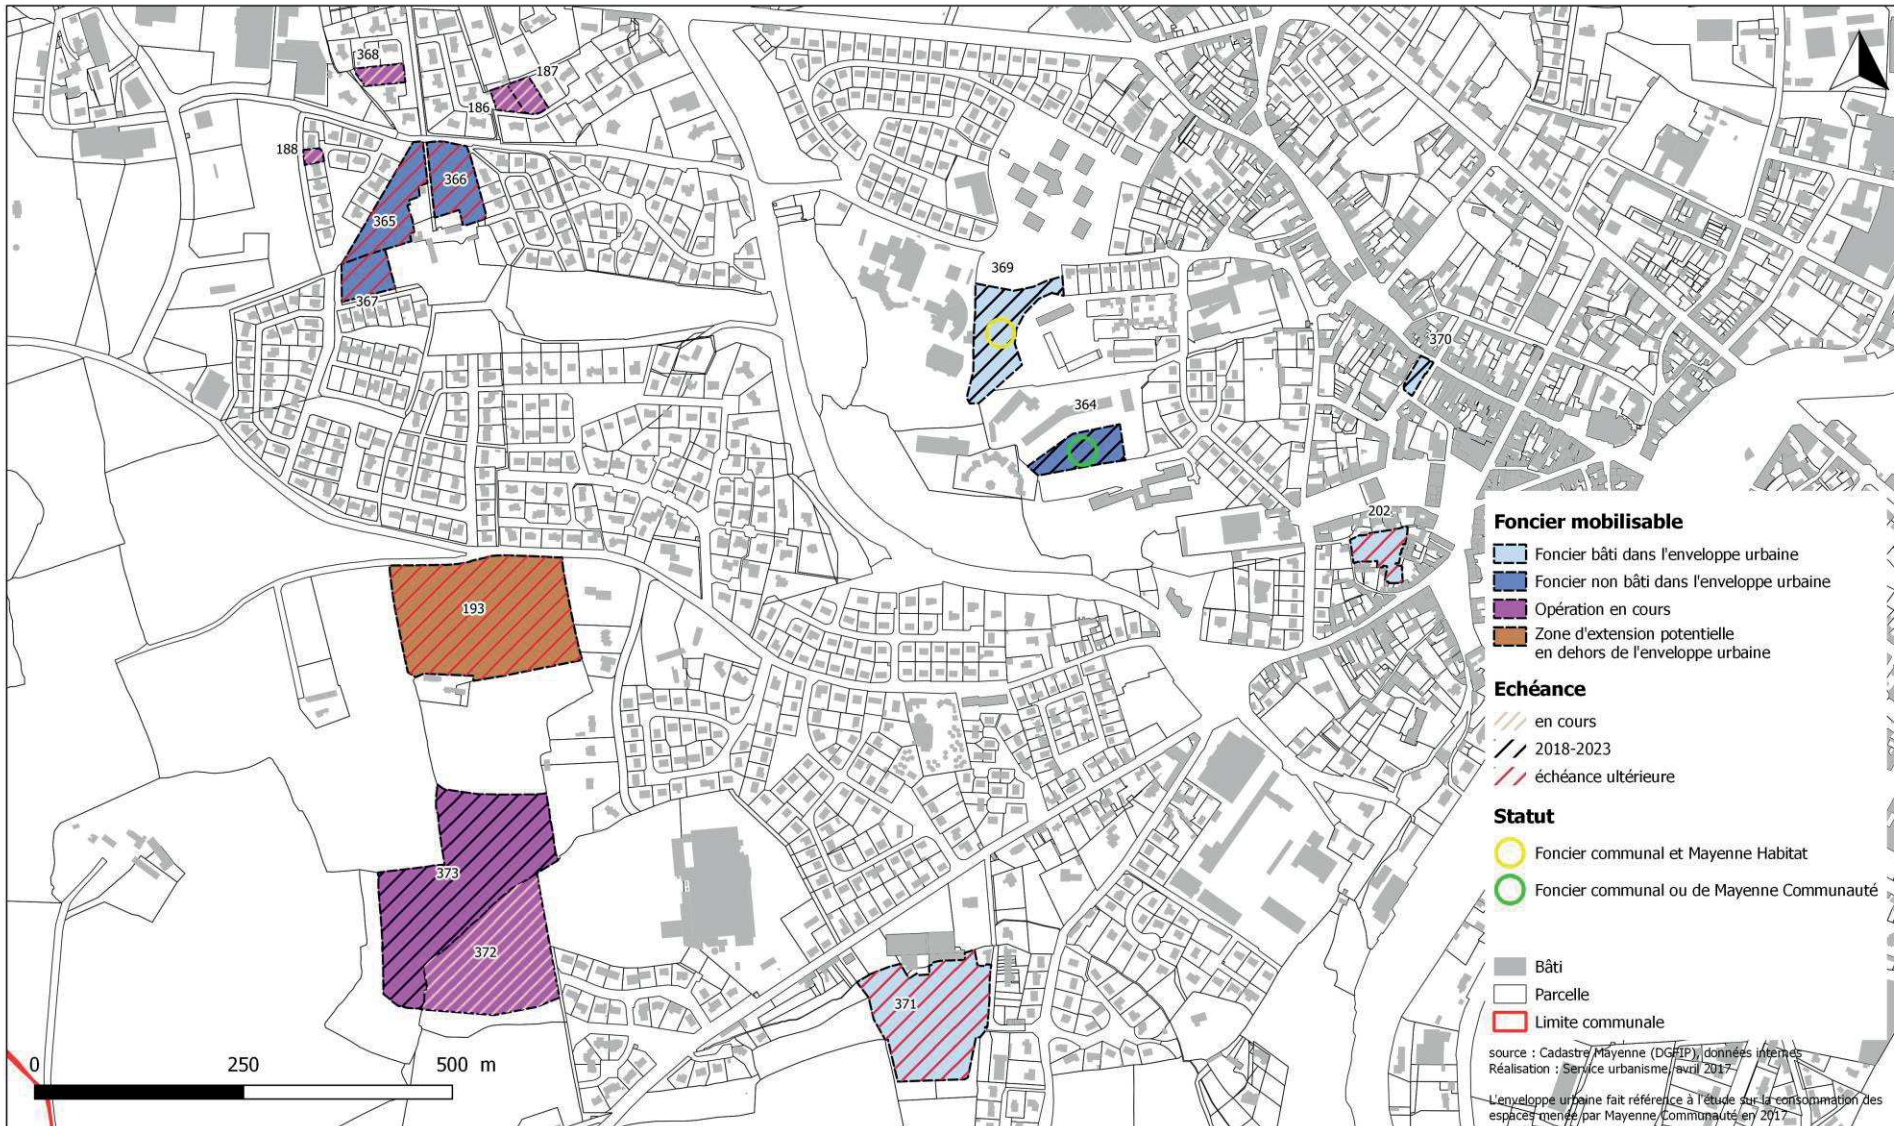 368
187
186
188
366
365
367
369
370
364
202
193
373
372
371
0 250 500 m
Foncier mobilisable
Foncier bâti dans l'enveloppe urbaine
Foncier non bâti dans l'enveloppe urbaine
Opération en cours
Zone d'extension potentielle
en dehors de l'enveloppe urbaine
Echéance
en cours
2018-2023
échéance ultérieure
Statut
Foncier communal et Mayenne Habitat
Foncier communal ou de Mayenne Communauté
Bâti
Parcelle
Limite communale
source : Cadastre Mayenne (DGFIP), données internes
Réalisation : Service urbanisme, avril 2017
L'enveloppe urbaine fait référence à l'étude sur la consommation des
espaces menée par Mayenne Communauté en 2017